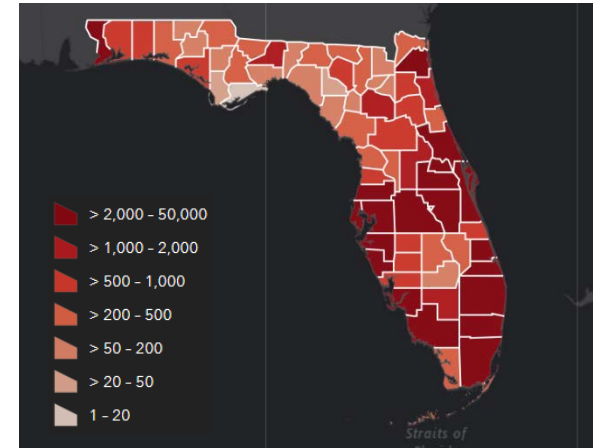 > 2,000 – 50,000
> 1,000 – 2,000
> 500 – 1,000
> 200 – 500
> 50 – 200
> 20 – 50
1 – 20
Straits of